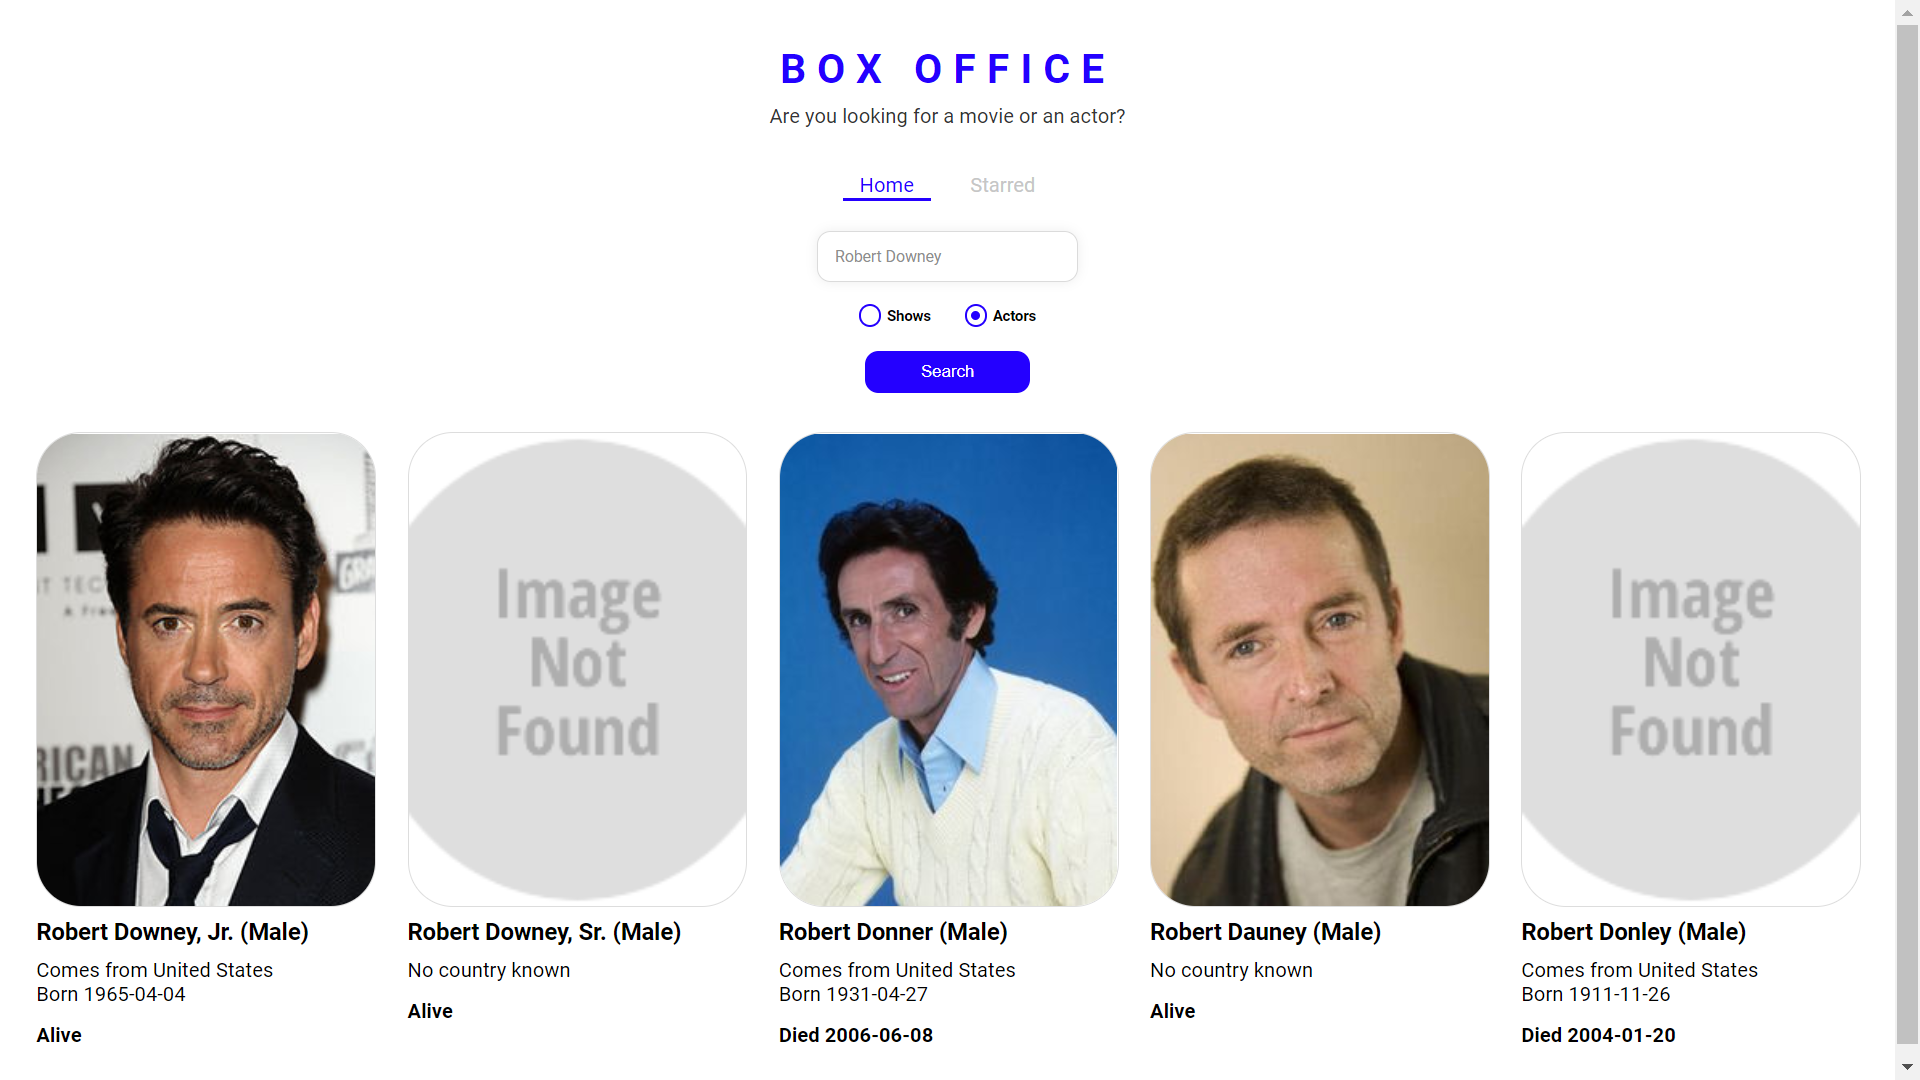 BOX OFFICE
Are you looking for a movie or an actor?
Home Starred
Robert Downey
Shows Actors
Search
Image
Not
Found
Image
Not
Found
RICAN
Robert Downey, Jr. (Male)
Comes from United States
Born 1965-04-04
Alive
Robert Downey, Sr. (Male)
No country known
Alive
Robert Donner (Male)
Comes from United States
Born 1931-04-27
Died 2006-06-08
Robert Dauney (Male)
No country known
Alive
Robert Donley (Male)
Comes from United States
Born 1911-11-26
Died 2004-01-20